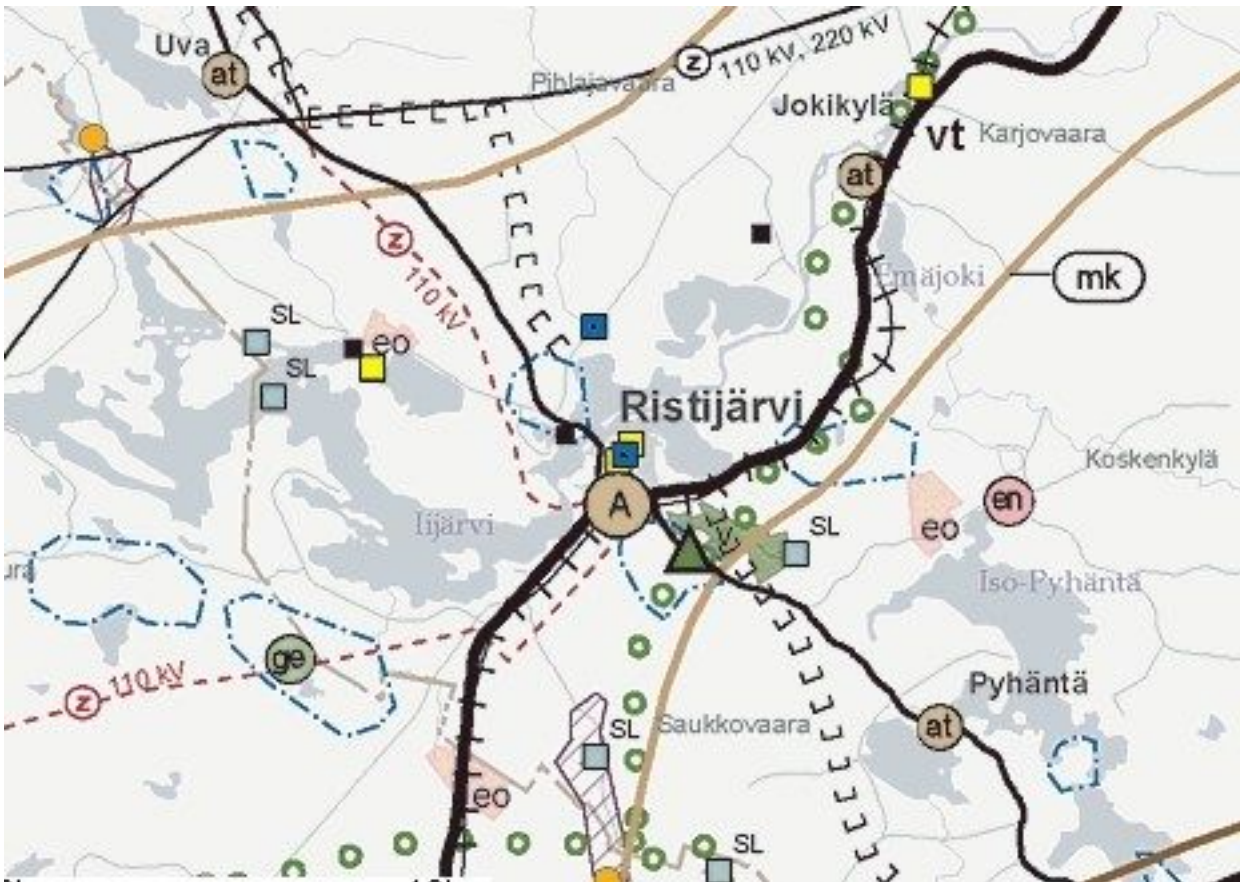 Uva
at
z
110 kV, 220 kV
Pihlajavaara
Jokikylä
vt
Karjovaara
at
z
110 kV
Emäjoki
mk
SL
eo
SL
Ristijärvi
Koskenkylä
A
en
eo
Iijärvi
SL
V
Iso-Pyhäntä
ge
z
110 kV
Pyhäntä
at
SL
Saukkovaara
eo
SL